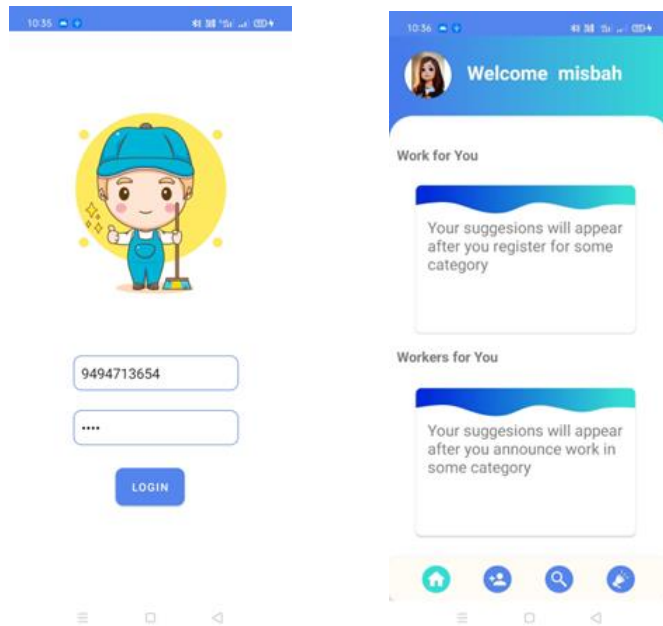 10:35
9494713654
••••
LOGIN
10:36
Welcome misbah
Work for You
Your suggesions will appear
after you register for some
category
Workers for You
Your suggesions will appear
after you announce work in
some category